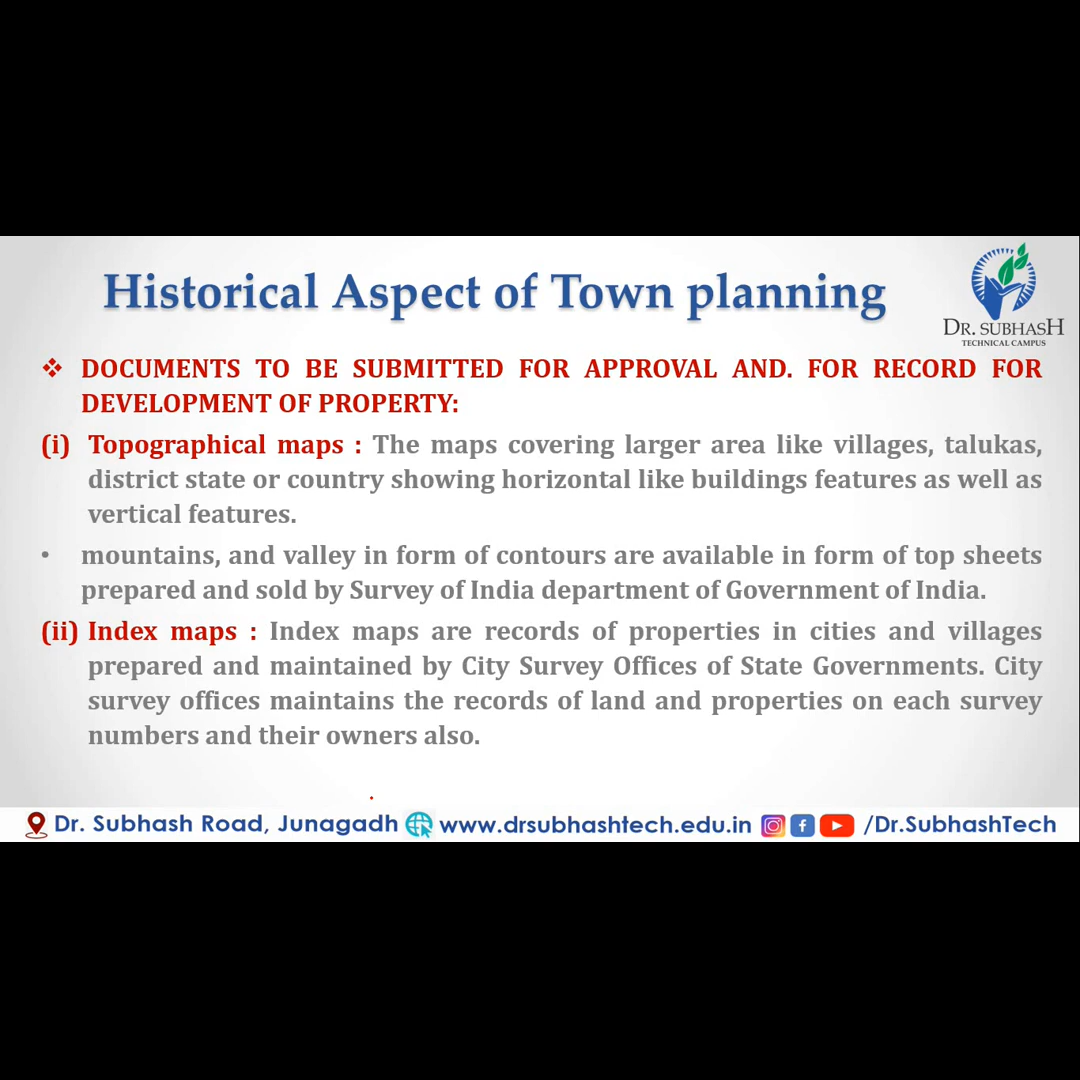 Historical Aspect of Town planning
DR. SUBHASH
TECHNICAL CAMPUS
❖ DOCUMENTS TO BE SUBMITTED FOR APPROVAL AND. FOR RECORD FOR
DEVELOPMENT OF PROPERTY:
(i) Topographical maps : The maps covering larger area like villages, talukas,
district state or country showing horizontal like buildings features as well as
vertical features.
• mountains, and valley in form of contours are available in form of top sheets
prepared and sold by Survey of India department of Government of India.
(ii) Index maps : Index maps are records of properties in cities and villages
prepared and maintained by City Survey Offices of State Governments. City
survey offices maintains the records of land and properties on each survey
numbers and their owners also.
Dr. Subhash Road, Junagadh www.drsubhashtech.edu.in /Dr.SubhashTech